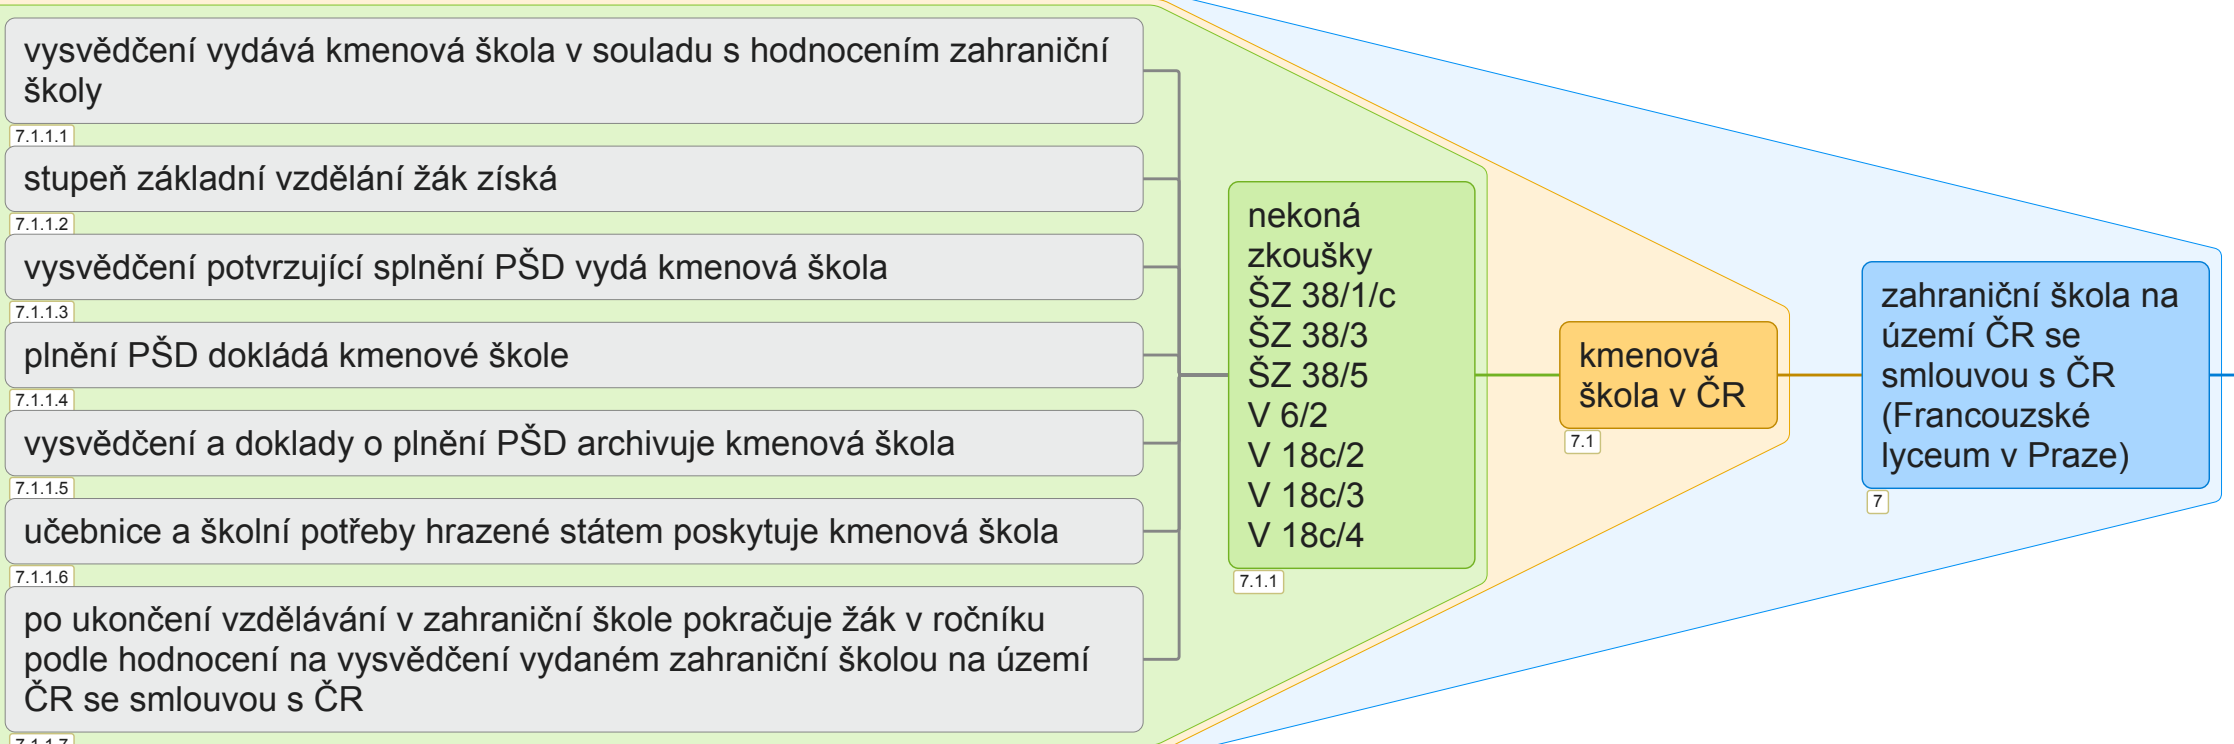 vysvědčení vydává kmenová škola v souladu s hodnocením zahraniční
školy
7.1.1.1
stupeň základní vzdělání žák získá
7.1.1.2
vysvědčení potvrzující splnění PŠD vydá kmenová škola
7.1.1.3
plnění PŠD dokládá kmenové škole
7.1.1.4
vysvědčení a doklady o plnění PŠD archivuje kmenová škola
7.1.1.5
učebnice a školní potřeby hrazené státem poskytuje kmenová škola
7.1.1.6
po ukončení vzdělávání v zahraniční škole pokračuje žák v ročníku
podle hodnocení na vysvědčení vydaném zahraniční školou na území
ČR se smlouvou s ČR
7.1.1.7
nekoná
zkoušky
ŠZ 38/1/c
ŠZ 38/3
ŠZ 38/5
V 6/2
V 18c/2
V 18c/3
V 18c/4
7.1.1
kmenová
škola v ČR
7.1
zahraniční škola na
území ČR se
smlouvou s ČR
(Francouzské
lyceum v Praze)
7